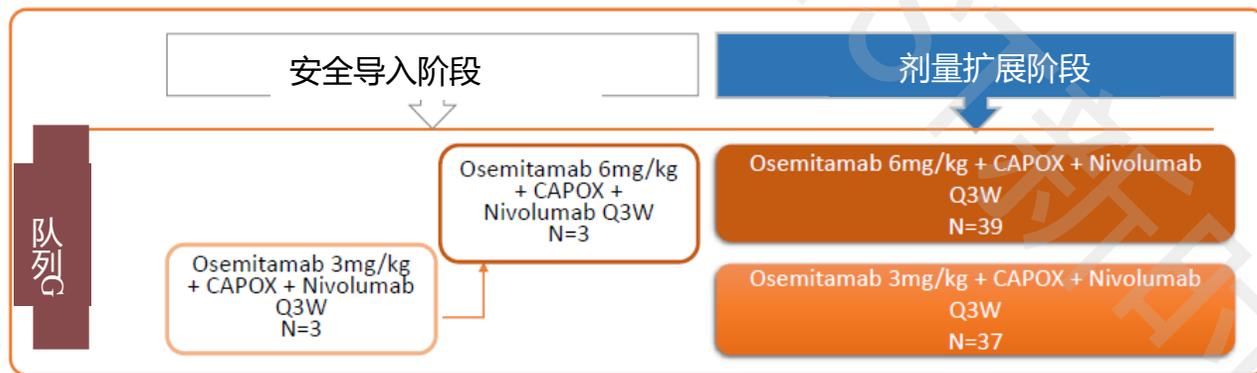 安全导入阶段
剂量扩展阶段
队列G
Osemitamab 3mg/kg
+ CAPOX + Nivolumab
Q3W
N=3
Osemitamab 6mg/kg
+ CAPOX +
Nivolumab Q3W
N=3
Osemitamab 6mg/kg + CAPOX + Nivolumab
Q3W
N=39
Osemitamab 3mg/kg + CAPOX + Nivolumab
Q3W
N=37